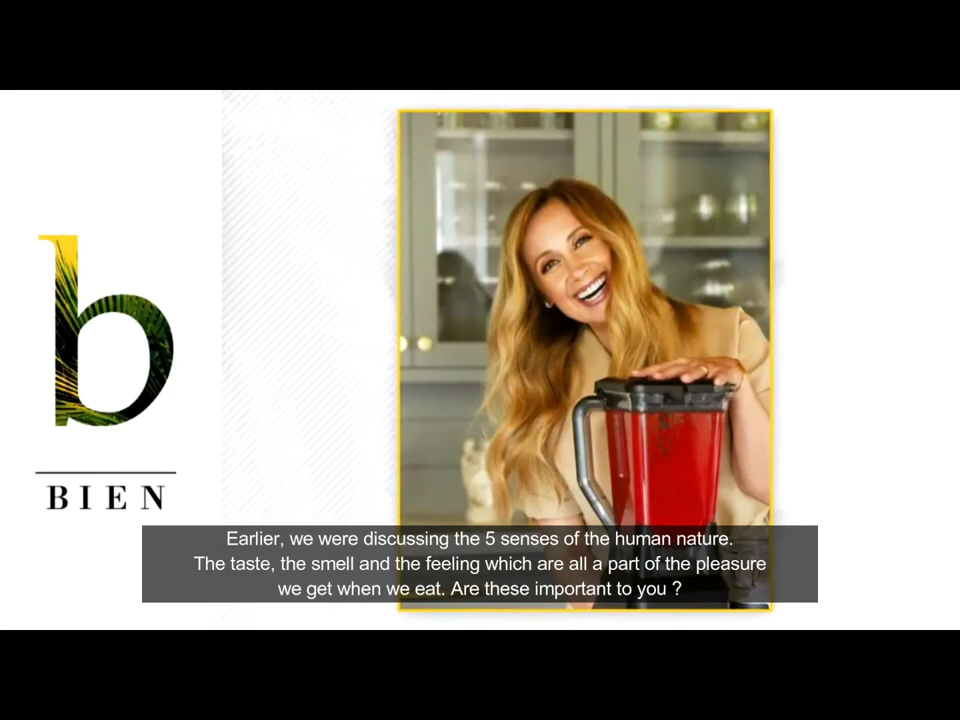 b
BIEN
Earlier, we were discussing the 5 senses of the human nature.
The taste, the smell and the feeling which are all a part of the pleasure
we get when we eat. Are these important to you ?